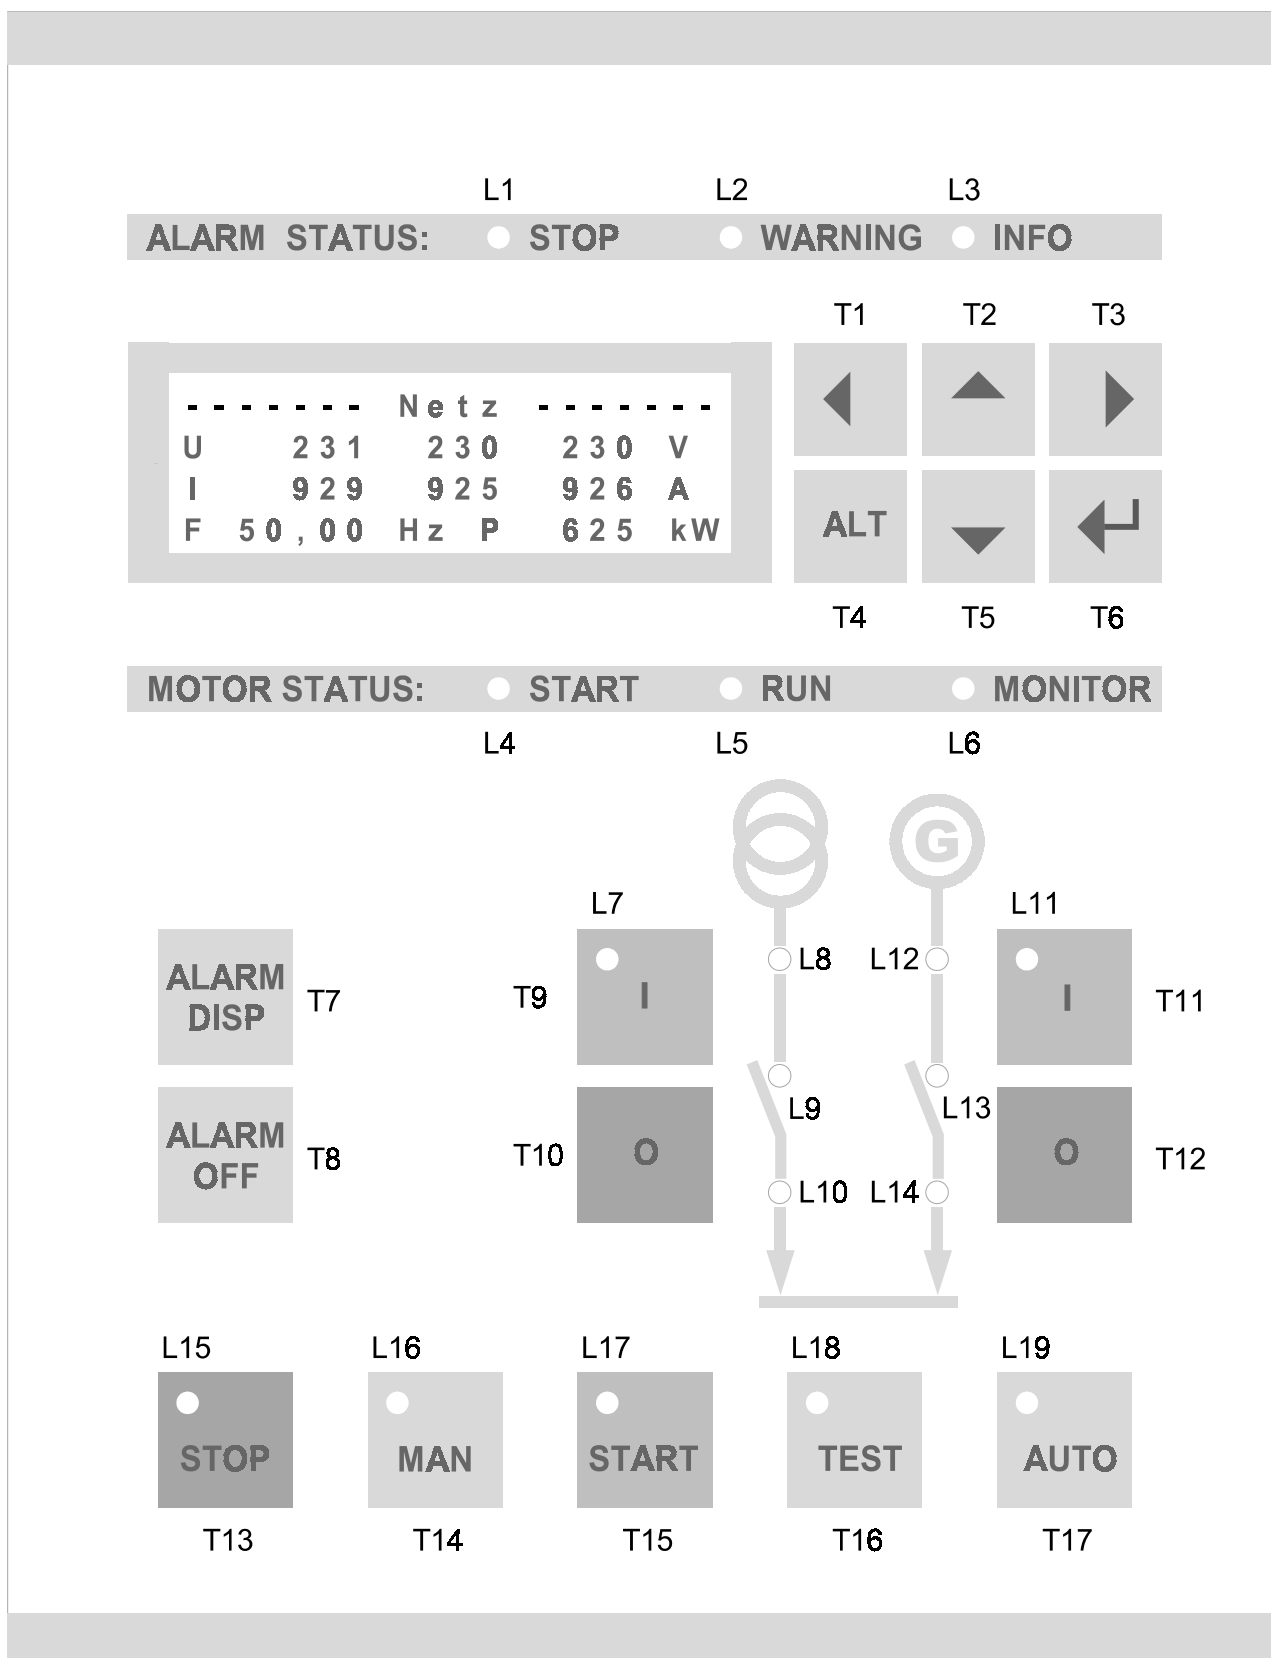 L1 L2 L3
ALARM STATUS: STOP WARNING INFO
T1 T2 T3
------- Netz -------
U 231 230 230 V
I 929 925 926 A
F 50,00 Hz P 625 kW
ALT
T4 T5 T6
MOTOR STATUS: START RUN MONITOR
L4 L5 L6
G
L7 L11
L8 L12
ALARM
DISP
T7
T9
I
I
T11
L9 L13
ALARM
OFF
T8
T10
O
O
T12
L10 L14
L15 L16 L17 L18 L19
STOP MAN START TEST AUTO
T13 T14 T15 T16 T17